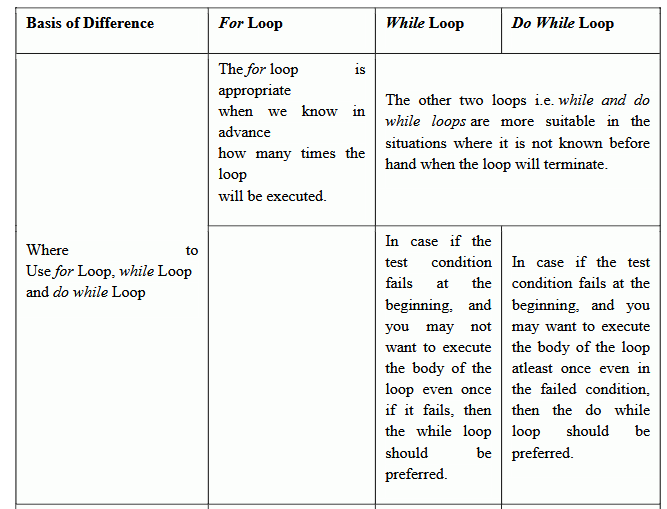 Basis of Difference
For Loop
While Loop
Do While Loop
The for loop is
appropriate
when we know in
advance
how many times the
loop
will be executed.
The other two loops i.e. while and do
while loops are more suitable in the
situations where it is not known before
hand when the loop will terminate.
Where to
Use for Loop, while Loop
and do while Loop
In case if the
test condition
fails at the
beginning, and
you may not
want to execute
the body of the
loop even once
if it fails, then
the while loop
should be
preferred.
In case if the test
condition fails at the
beginning, and you
may want to execute
the body of the loop
atleast once even in
the failed condition,
then the do while
loop should be
preferred.